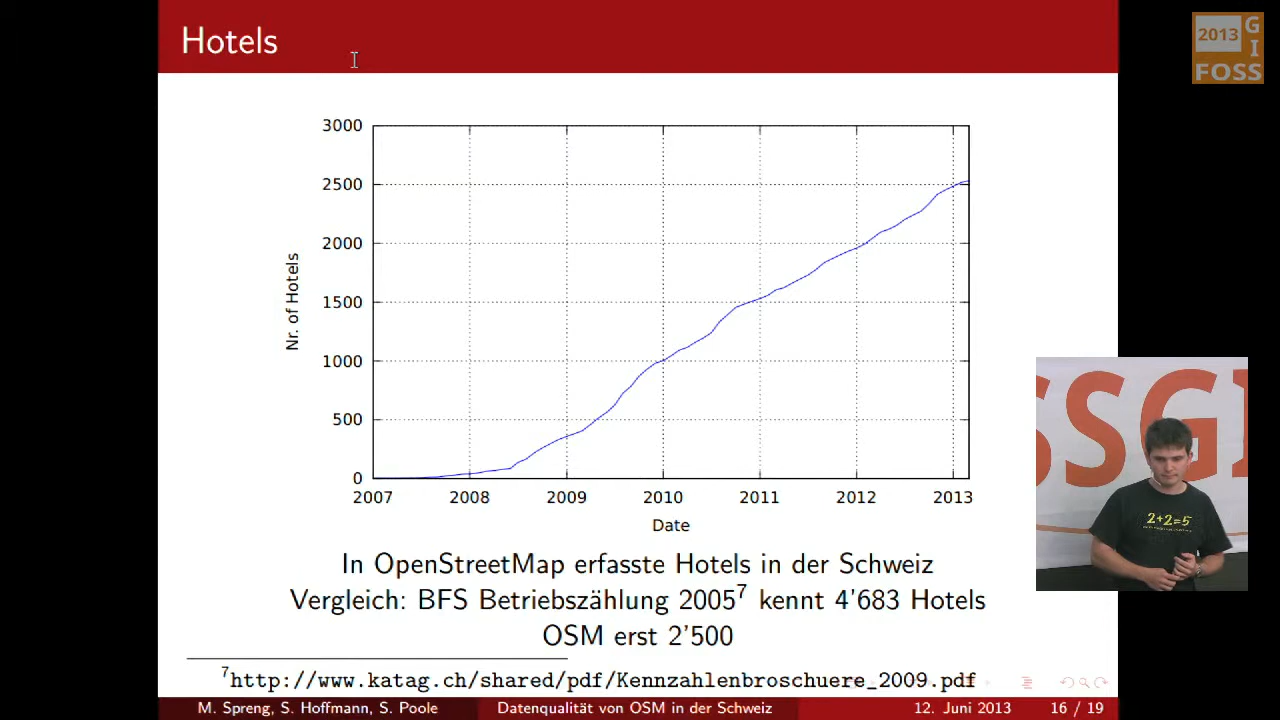 Hotels
2013 G
I
FOSS
3000
2500
2000
1500
1000
500
0
Nr. of Hotels
2007 2008 2009 2010 2011 2012 2013
Date
SSGI
2+2=5
In OpenStreetMap erfasste Hotels in der Schweiz
Vergleich: BFS Betriebszählung 2005⁷ kennt 4'683 Hotels
OSM erst 2'500
⁷http://www.katag.ch/shared/pdf/Kennzahlenbroschuere_2009.pdf
M. Spreng, S. Hoffmann, S. Poole Datenqualität von OSM in der Schweiz 12. Juni 2013 16 / 19